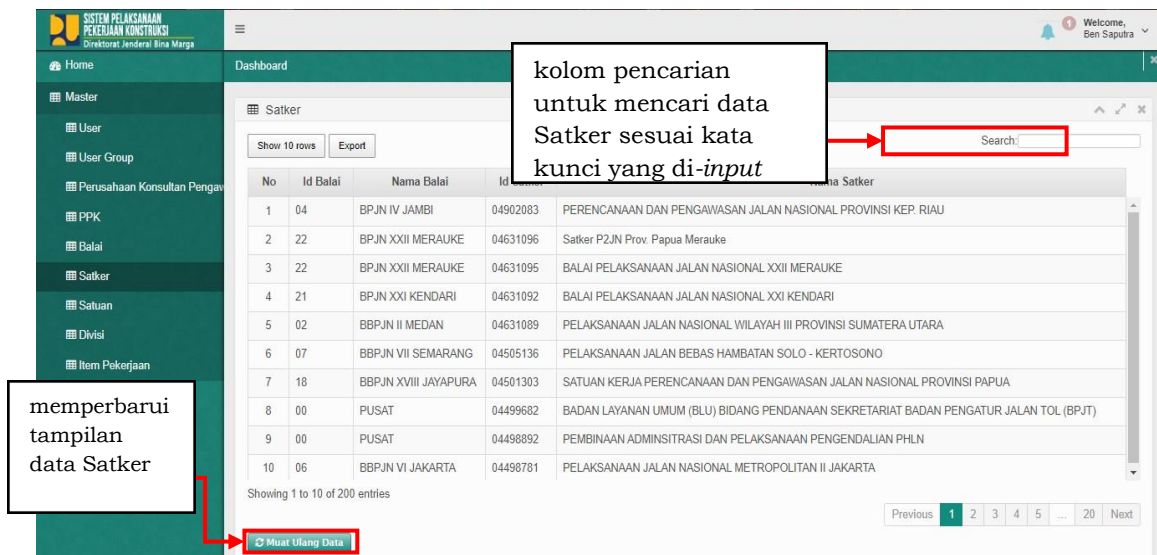 SISTEM PELAKSANAAN
PEKERJAAN KONSTRUKSI
Direktorat Jenderal Bina Marga
1
Welcome,
Ben Saputra
Home
Dashboard
Master
User
User Group
Perusahaan Konsultan Pengaw
PPK
Balai
Satker
Satuan
Divisi
Item Pekerjaan
Satker
Show 10 rows
Export
Search:
kolom pencarian
untuk mencari data
Satker sesuai kata
kunci yang di-input
No Id Balai Nama Balai Id Nama Satker
1 04 BPJN IV JAMBI 04902083 PERENCANAAN DAN PENGAWASAN JALAN NASIONAL PROVINSI KEP. RIAU
2 22 BPJN XXII MERAUKE 04631096 Satker P2JN Prov. Papua Merauke
3 22 BPJN XXII MERAUKE 04631095 BALAI PELAKSANAAN JALAN NASIONAL XXII MERAUKE
4 21 BPJN XXI KENDARI 04631092 BALAI PELAKSANAAN JALAN NASIONAL XXI KENDARI
5 02 BBPJN II MEDAN 04631089 PELAKSANAAN JALAN NASIONAL WILAYAH III PROVINSI SUMATERA UTARA
6 07 BBPJN VII SEMARANG 04505136 PELAKSANAAN JALAN BEBAS HAMBATAN SOLO - KERTOSONO
7 18 BBPJN XVIII JAYAPURA 04501303 SATUAN KERJA PERENCANAAN DAN PENGAWASAN JALAN NASIONAL PROVINSI PAPUA
8 00 PUSAT 04499682 BADAN LAYANAN UMUM (BLU) BIDANG PENDANAAN SEKRETARIAT BADAN PENGATUR JALAN TOL (BPJT)
9 00 PUSAT 04498892 PEMBINAAN ADMINSITRASI DAN PELAKSANAAN PENGENDALIAN PHLN
10 06 BBPJN VI JAKARTA 04498781 PELAKSANAAN JALAN NASIONAL METROPOLITAN II JAKARTA
memperbarui
tampilan
data Satker
Showing 1 to 10 of 200 entries
Previous 1 2 3 4 5 ... 20 Next
Muat Ulang Data